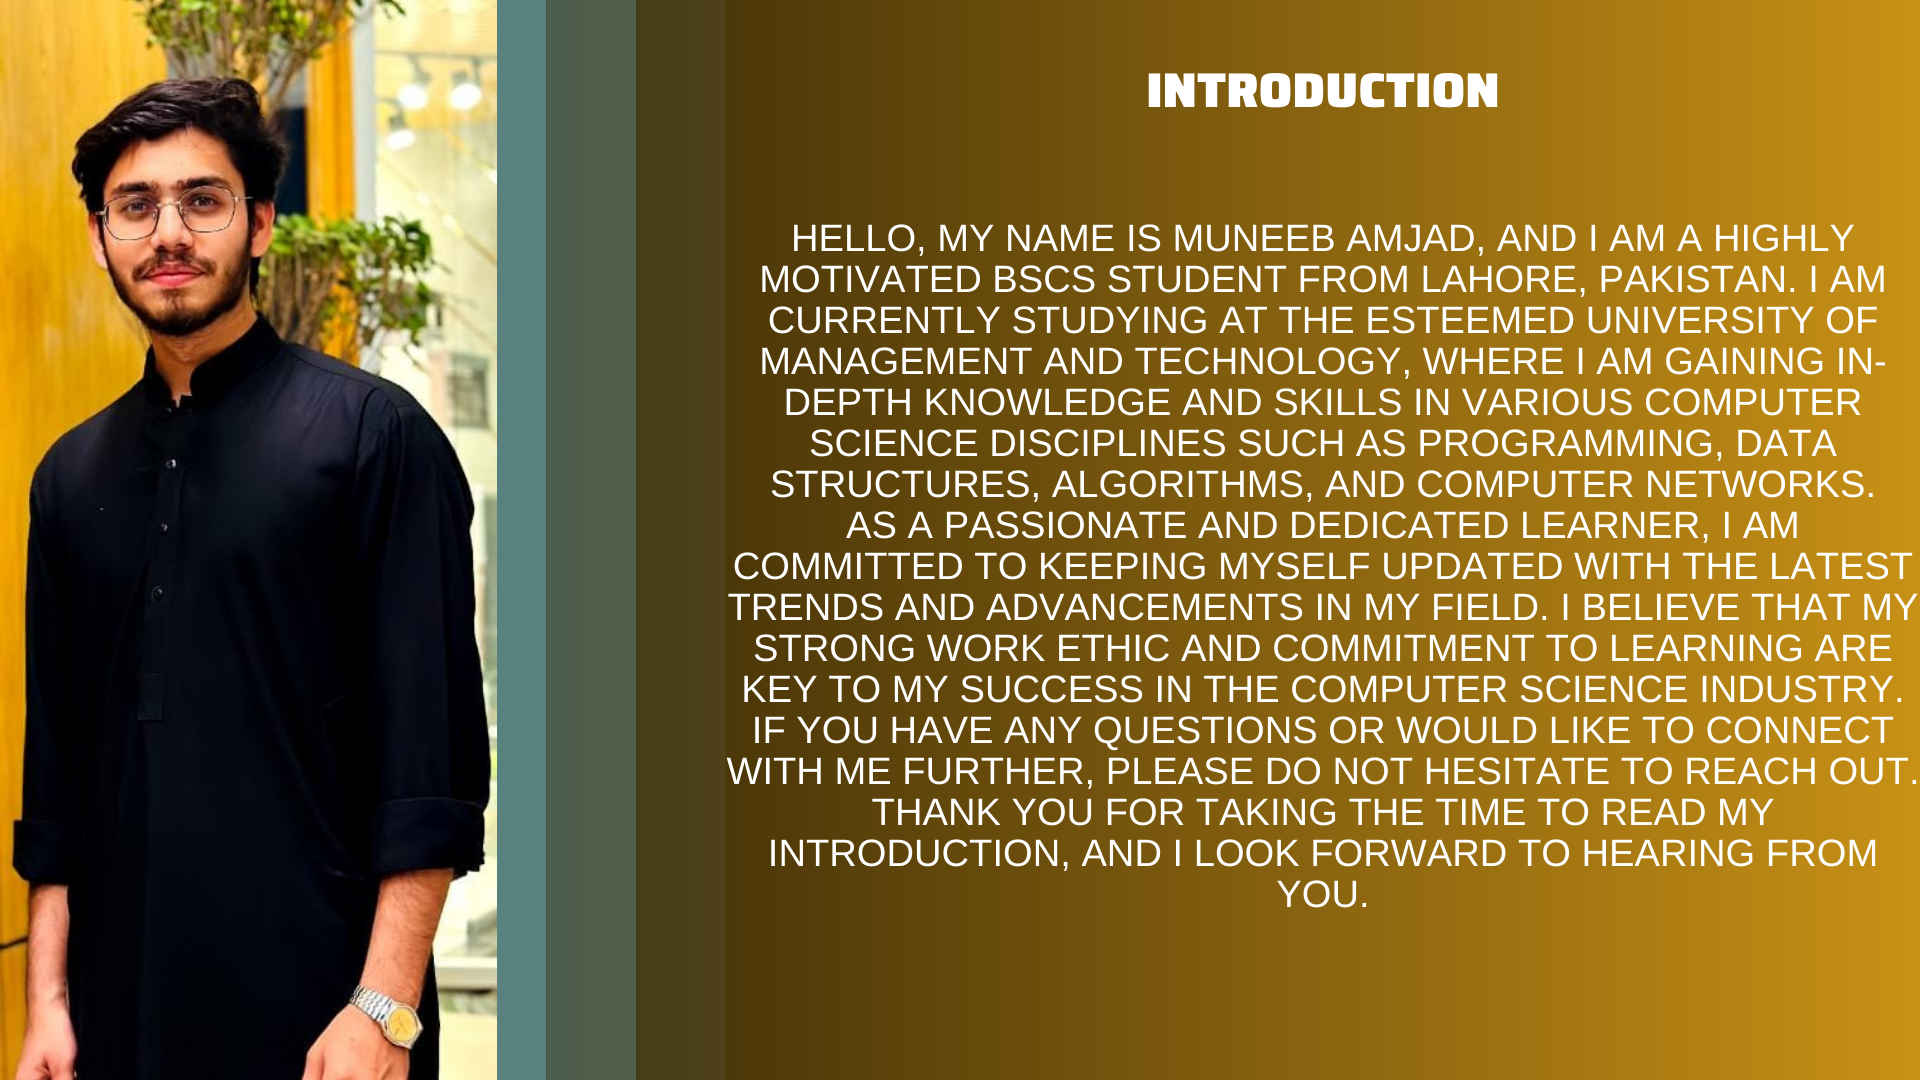 INTRODUCTION
HELLO, MY NAME IS MUNEEB AMJAD, AND I AM A HIGHLY
MOTIVATED BSCS STUDENT FROM LAHORE, PAKISTAN. I AM
CURRENTLY STUDYING AT THE ESTEEMED UNIVERSITY OF
MANAGEMENT AND TECHNOLOGY, WHERE I AM GAINING IN-
DEPTH KNOWLEDGE AND SKILLS IN VARIOUS COMPUTER
SCIENCE DISCIPLINES SUCH AS PROGRAMMING, DATA
STRUCTURES, ALGORITHMS, AND COMPUTER NETWORKS.
AS A PASSIONATE AND DEDICATED LEARNER, I AM
COMMITTED TO KEEPING MYSELF UPDATED WITH THE LATEST
TRENDS AND ADVANCEMENTS IN MY FIELD. I BELIEVE THAT MY
STRONG WORK ETHIC AND COMMITMENT TO LEARNING ARE
KEY TO MY SUCCESS IN THE COMPUTER SCIENCE INDUSTRY.
IF YOU HAVE ANY QUESTIONS OR WOULD LIKE TO CONNECT
WITH ME FURTHER, PLEASE DO NOT HESITATE TO REACH OUT.
THANK YOU FOR TAKING THE TIME TO READ MY
INTRODUCTION, AND I LOOK FORWARD TO HEARING FROM
YOU.